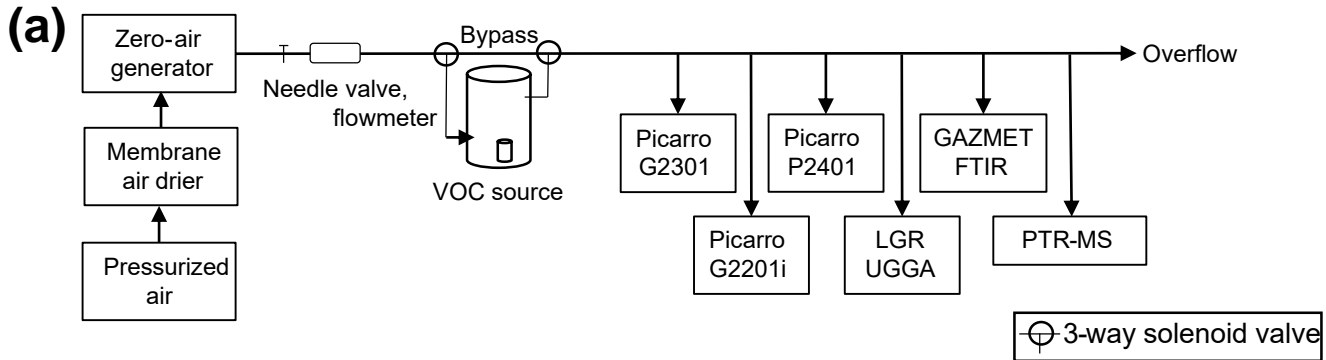 (a)
Zero-air
generator
Needle valve,
flowmeter
Bypass
VOC source
Overflow
Membrane
air drier
Pressurized
air
Picarro
G2301
Picarro
G2201i
Picarro
P2401
LGR
UGGA
GAZMET
FTIR
PTR-MS
3-way solenoid valve